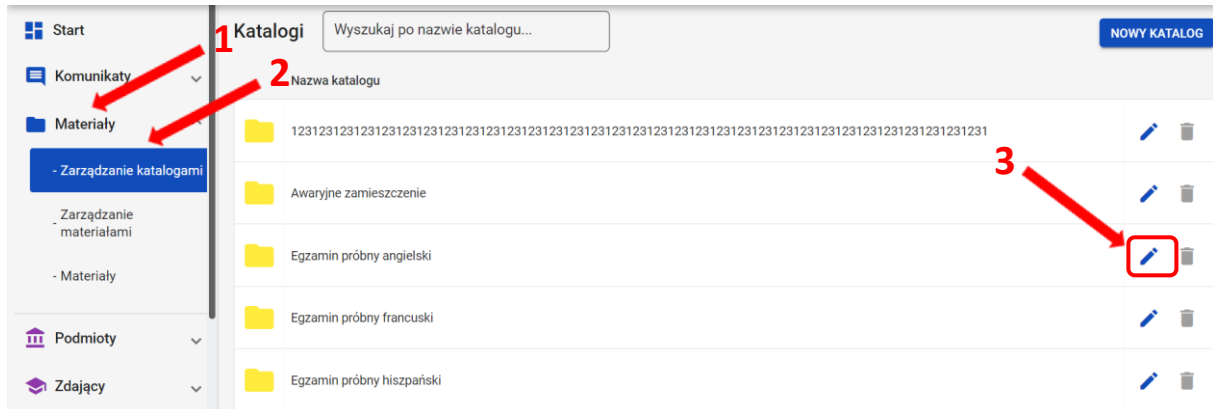 Start
Komunikaty
Materiały
- Zarządzanie katalogami
- Zarządzanie
materiałami
- Materiały
Podmioty
Zdający
1
2
3
Katalogi
Wyszukaj po nazwie katalogu...
NOWY KATALOG
Nazwa katalogu
1231231231231231231231231231231231231231231231231231231231231231231231231231231231231231231231231231
Awaryjne zamieszczenie
Egzamin próbny angielski
Egzamin próbny francuski
Egzamin próbny hiszpański